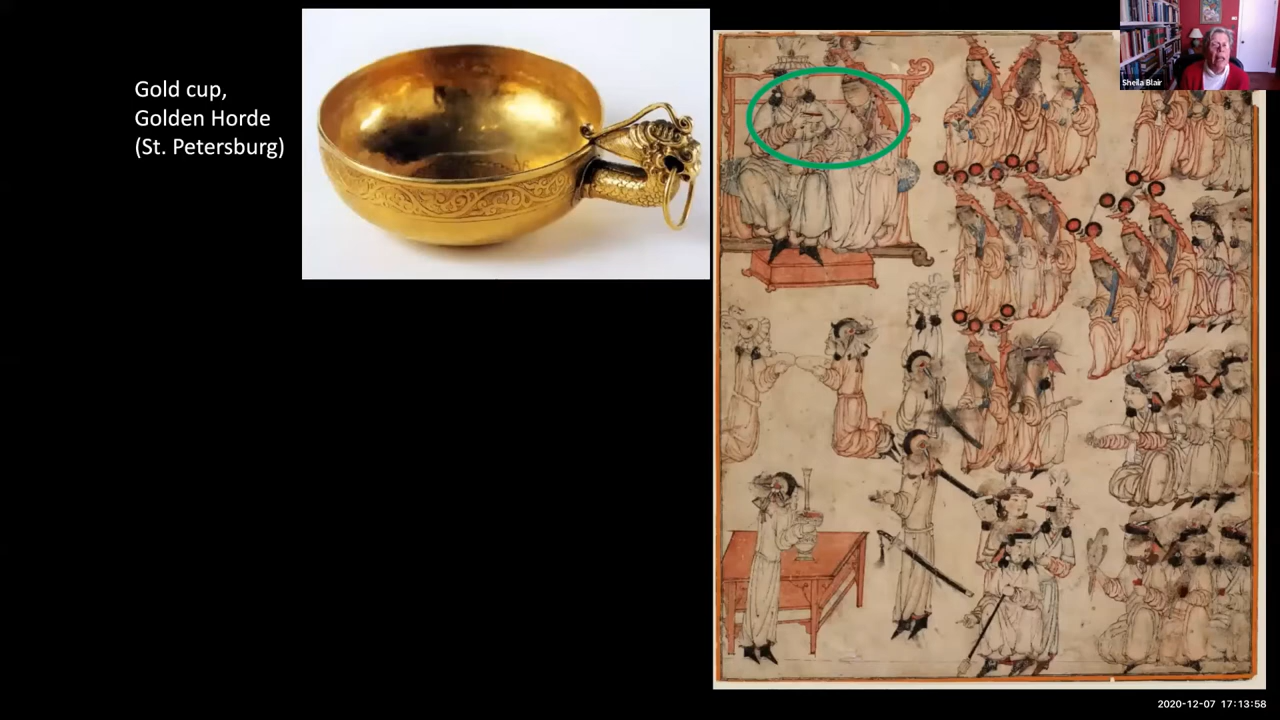 Gold cup,
Golden Horde
(St. Petersburg)
Sheila Blair
2020-12-07 17:13:58